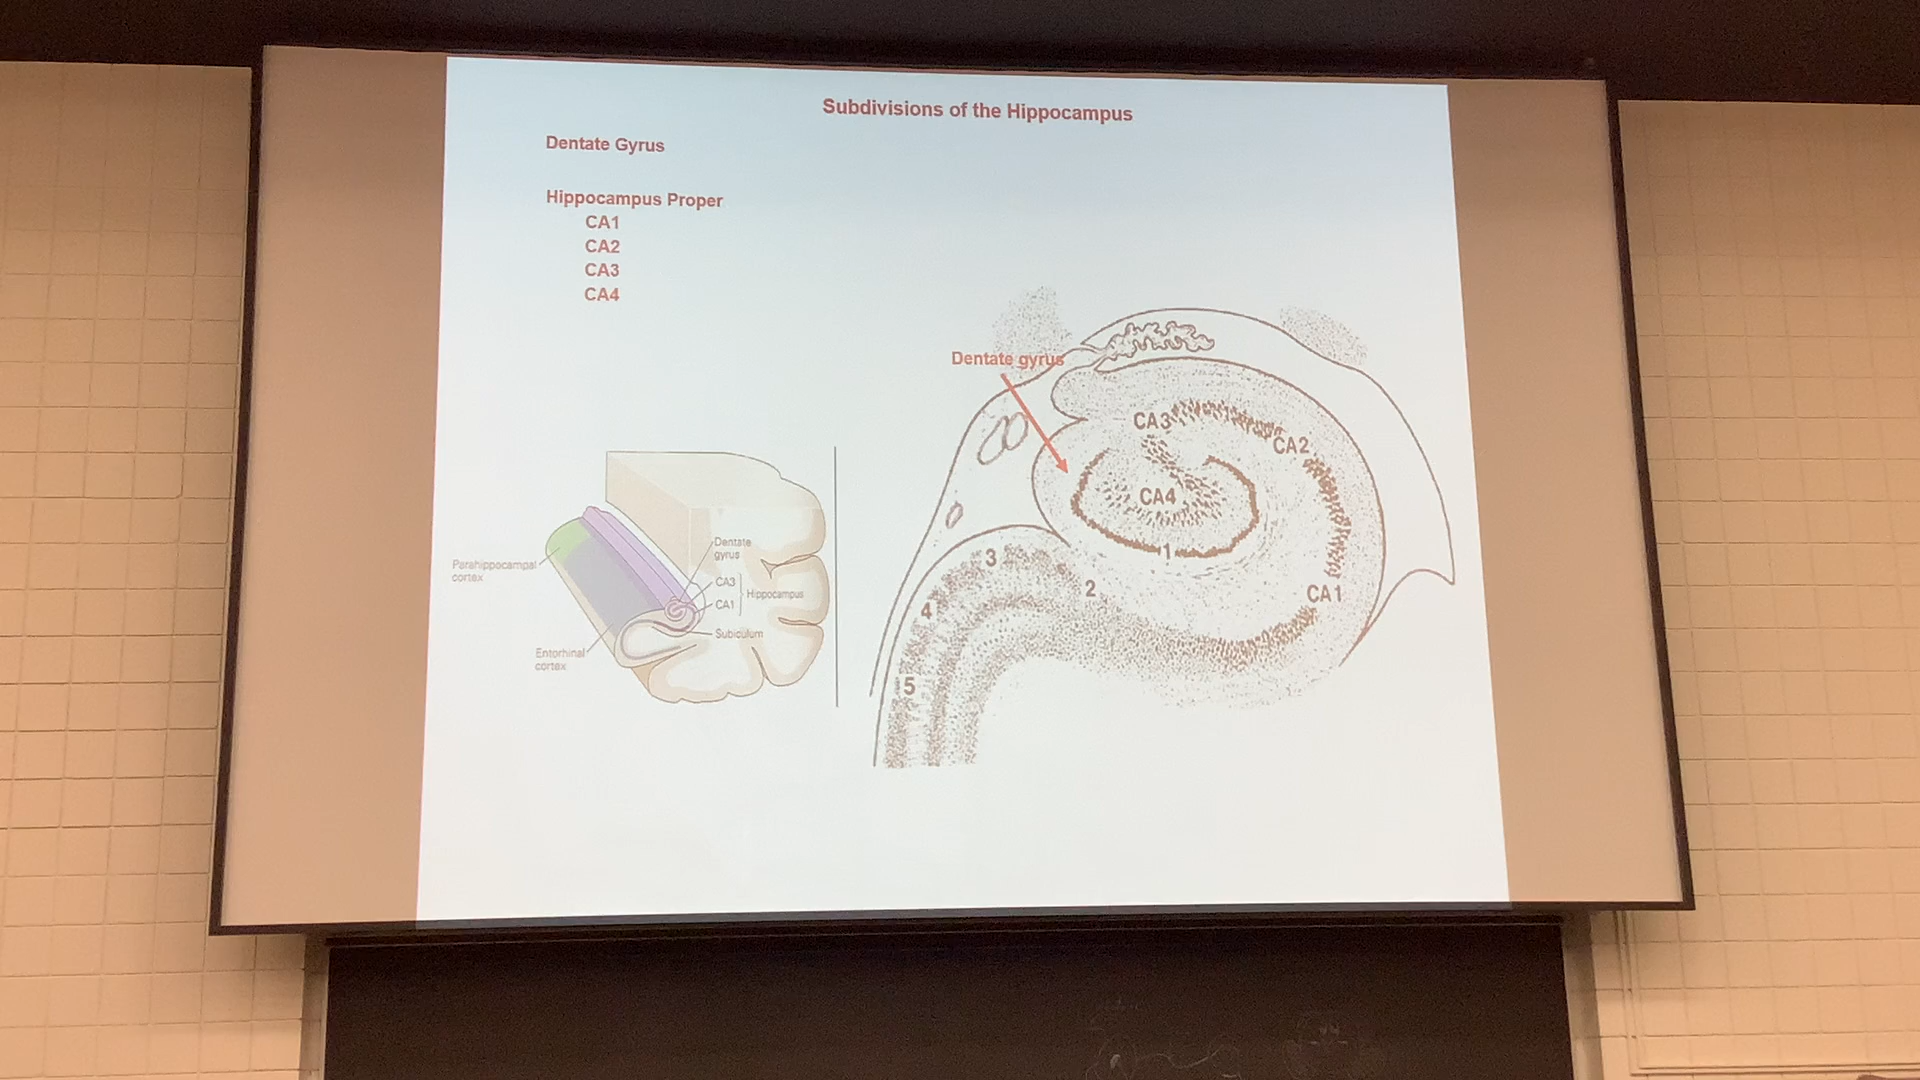 Subdivisions of the Hippocampus
Dentate Gyrus
Hippocampus Proper
CA1
CA2
CA3
CA4
Dentate gyrus
CA3
CA2
CA4
1
CA1
3
2
4
5
Dentate
gyrus
Parahippocampal
cortex
CA3
CA1
Hippocampus
Subiculum
Entorhinal
cortex